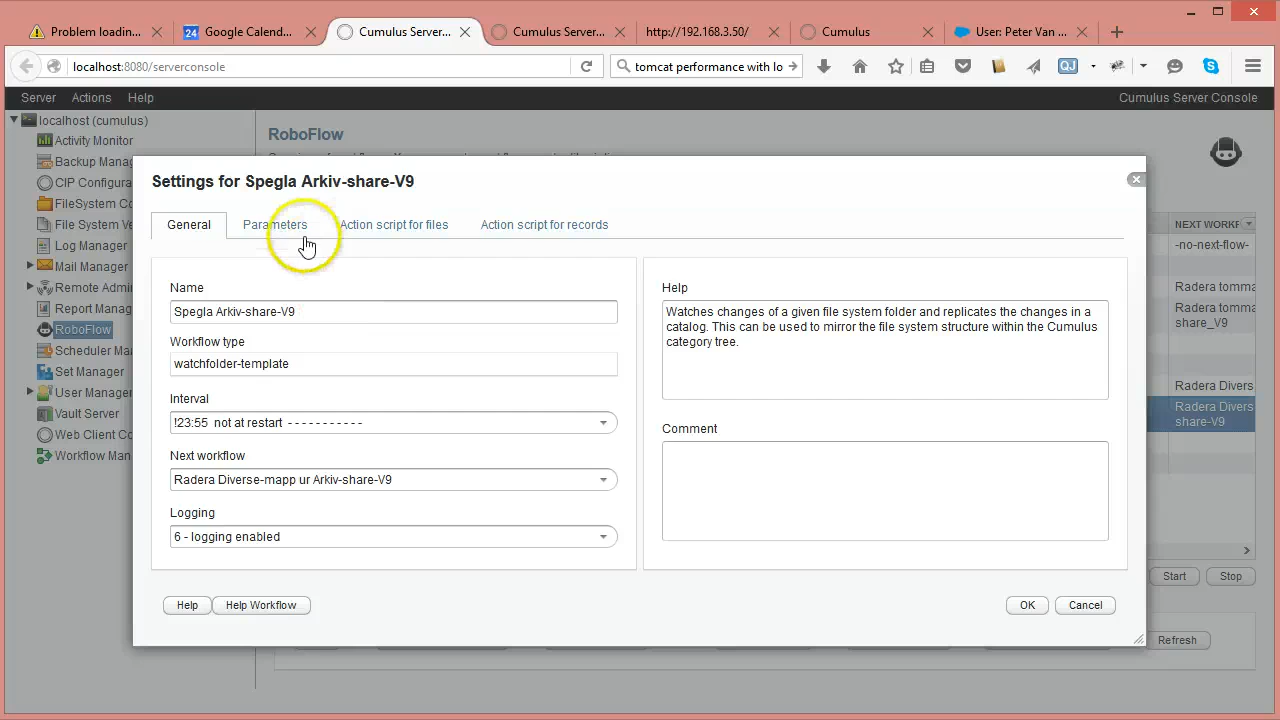 Problem loadin...
Google Calend...
Cumulus Server...
Cumulus Server...
http://192.168.3.50/
Cumulus
User: Peter Van ...
localhost:8080/serverconsole
tomcat performance with lo
Server
Actions
Help
Cumulus Server Console
localhost (cumulus)
Activity Monitor
Backup Manag
CIP Configura
FileSystem Co
File System Ve
Log Manager
Mail Manager
Remote Admi
Report Manag
RoboFlow
Scheduler Ma
Set Manager
User Manager
Vault Server
Web Client Co
Workflow Man
RoboFlow
NEXT WORKF
-no-next-flow-
Radera tomma
Radera tomma
share_V9
Radera Divers
Radera Divers
share-V9
Start
Stop
Refresh
Settings for Spegla Arkiv-share-V9
General
Parameters
Action script for files
Action script for records
Name
Spegla Arkiv-share-V9
Workflow type
watchfolder-template
Interval
!23:55 not at restart - - - - - - - - - - -
Next workflow
Radera Diverse-mapp ur Arkiv-share-V9
Logging
6 - logging enabled
Help
Watches changes of a given file system folder and replicates the changes in a
catalog. This can be used to mirror the file system structure within the Cumulus
category tree.
Comment
Help
Help Workflow
OK
Cancel